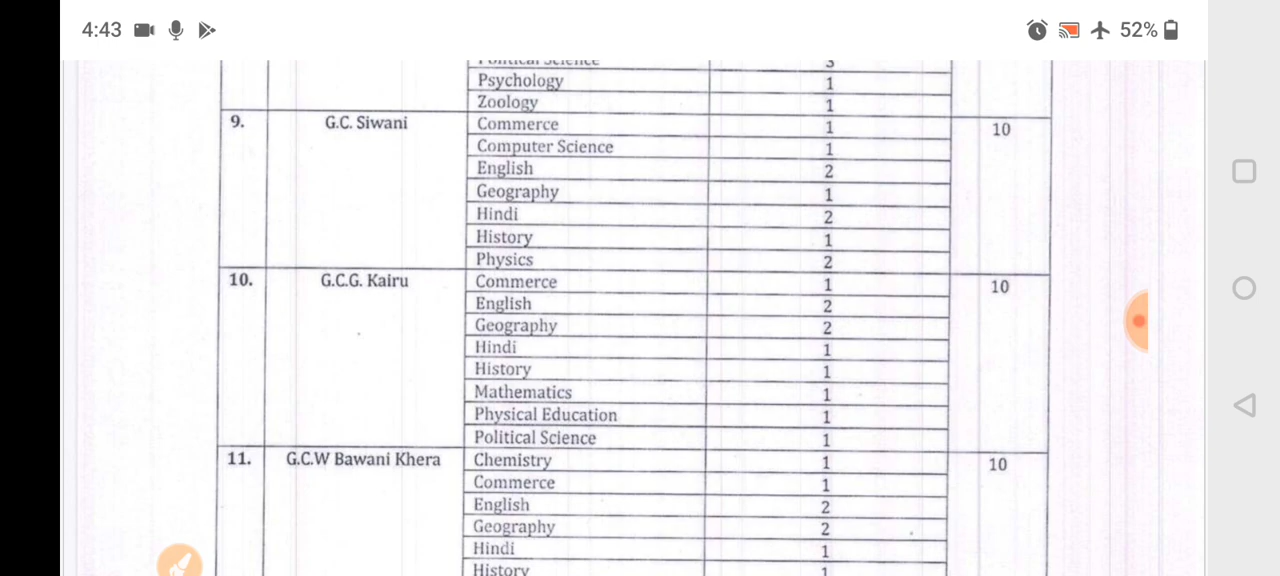 4:43 52%
Political Science 3
Psychology 1
Zoology 1
9. G.C. Siwani Commerce 1 10
Computer Science 1
English 2
Geography 1
Hindi 2
History 1
Physics 2
10. G.C.G. Kairu Commerce 1 10
English 2
Geography 2
Hindi 1
History 1
Mathematics 1
Physical Education 1
Political Science 1
11. G.C.W Bawani Khera Chemistry 1 10
Commerce 1
English 2
Geography 2
Hindi 1
History 1